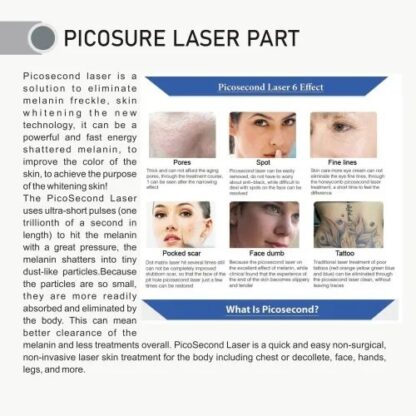 PICOSURE LASER PART
Picosecond laser is a
solution to eliminate
melanin freckle, skin
whitening the new
technology, it can be a
powerful and fast energy
shattered melanin, to
improve the color of the
skin, to achieve the purpose
of the whitening skin!
The PicoSecond Laser
uses ultra-short pulses (one
trillionth of a second in
length) to hit the melanin
with a great pressure, the
melanin shatters into tiny
dust-like particles.Because
the particles are so small,
they are more readily
absorbed and eliminated by
the body. This can mean
better clearance of the
melanin and less treatments overall. PicoSecond Laser is a quick and easy non-surgical,
non-invasive laser skin treatment for the body including chest or decollete, face, hands,
legs, and more.
Picosecond Laser 6 Effect
Pores
Thick and can not afford the aging
pores, through the treatment courier,
can be seen after the narrowing
effect
Spot
Picosecond laser can be easily
removed, do not have to worry
about anti-black, while difficult to
deal with spots on the face can be
resolved
Fine lines
Skin care more eye cream can not
eliminate the eye fine lines, through
the honeycomb picosecond laser
treatment, a short time to feel the
difference
Pocked scar
Dot matrix laser hit several times still
can not be completely improved
stubborn scar, so that the face of the
pit hole picosecond laser just a few
times can be restored
Face dumb
Because the picosecond laser on
the excellent effect of melanin, while
clinical found that the experience of
the end of the skin becomes slippery
and tender
Tattoo
Traditional laser treatment of poor
tattoos (red orange yellow green blue
and blue) can be eliminated through
the picosecond laser clean, without
leaving traces
What Is Picosecond?